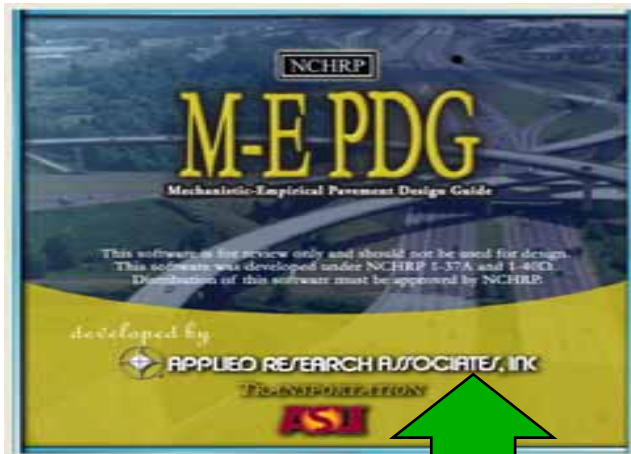 NCHRP
M-E PDG
Mechanistic-Empirical Pavement Design Guide
This software is for review only and should not be used for design.
This software was developed under NCHRP 1-37A and 1-40D.
Distribution of this software must be approved by NCHRP.
developed by
APPLIED RESEARCH ASSOCIATES, INC
TRANSPORTATION
ASU